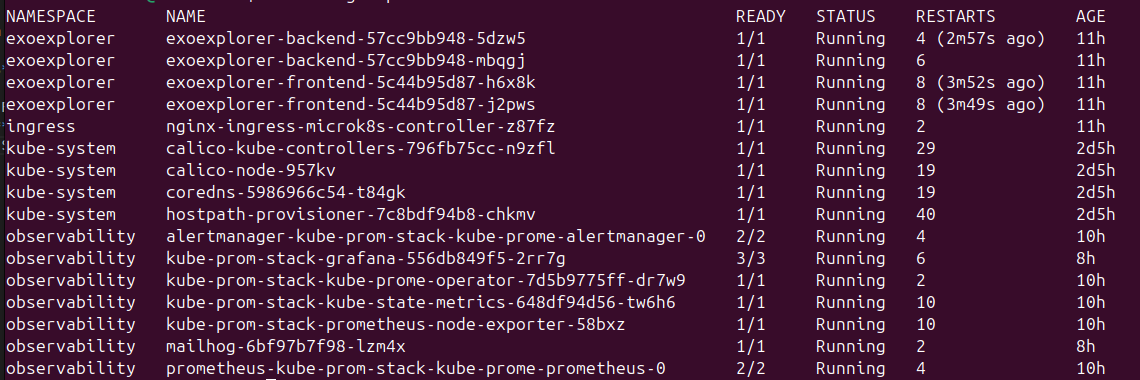 NAMESPACE NAME READY STATUS RESTARTS AGE
exoexplorer exoexplorer-backend-57cc9bb948-5dzw5 1/1 Running 4 (2m57s ago) 11h
exoexplorer exoexplorer-backend-57cc9bb948-mbqgj 1/1 Running 6 11h
exoexplorer exoexplorer-frontend-5c44b95d87-h6x8k 1/1 Running 8 (3m52s ago) 11h
exoexplorer exoexplorer-frontend-5c44b95d87-j2pws 1/1 Running 8 (3m49s ago) 11h
ingress nginx-ingress-microk8s-controller-z87fz 1/1 Running 2 11h
kube-system calico-kube-controllers-796fb75cc-n9zfl 1/1 Running 29 2d5h
kube-system calico-node-957kv 1/1 Running 19 2d5h
kube-system coredns-5986966c54-t84gk 1/1 Running 19 2d5h
kube-system hostpath-provisioner-7c8bdf94b8-chkmv 1/1 Running 40 2d5h
observability alertmanager-kube-prom-stack-kube-prome-alertmanager-0 2/2 Running 4 10h
observability kube-prom-stack-grafana-556db849f5-2rr7g 3/3 Running 6 8h
observability kube-prom-stack-kube-prome-operator-7d5b9775ff-dr7w9 1/1 Running 2 10h
observability kube-prom-stack-kube-state-metrics-648df94d56-tw6h6 1/1 Running 10 10h
observability kube-prom-stack-prometheus-node-exporter-58bxz 1/1 Running 10 10h
observability mailhog-6bf97b7f98-lzm4x 1/1 Running 2 8h
observability prometheus-kube-prom-stack-kube-prome-prometheus-0 2/2 Running 4 10h